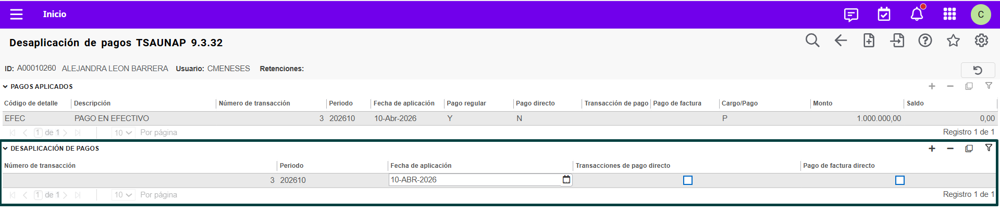 Inicio
C
Desaplicación de pagos TSAUNAP 9.3.32
ID: A00010260 ALEJANDRA LEON BARRERA Usuario: CMENESES Retenciones:
PAGOS APLICADOS
Código de detalle Descripción Número de transacción Periodo Fecha de aplicación Pago regular Pago directo Transacción de pago Pago de factura Cargo/Pago Monto Saldo
EFEC PAGO EN EFECTIVO 3 202610 10-Abr-2026 Y N P 1.000.000,00 0,00
1 de 1 10 Por página Registro 1 de 1
DESAPLICACIÓN DE PAGOS
Número de transacción Periodo Fecha de aplicación Transacciones de pago directo Pago de factura directo
3 202610 10-ABR-2026
1 de 1 10 Por página Registro 1 de 1